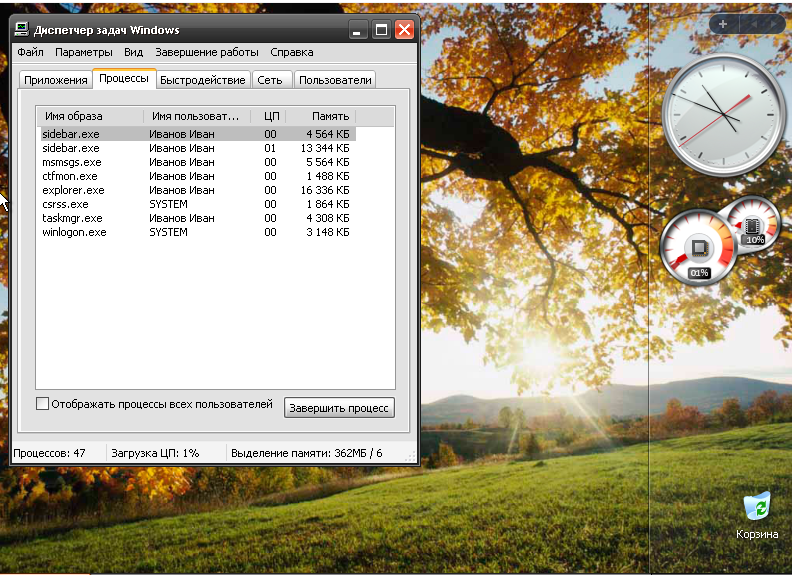 Диспетчер задач Windows
Файл Параметры Вид Завершение работы Справка
Приложения Процессы Быстродействие Сеть Пользователи
Имя образа Имя пользоват... ЦП Память
sidebar.exe Иванов Иван 00 4 564 КБ
sidebar.exe Иванов Иван 01 13 344 КБ
msmsgs.exe Иванов Иван 00 5 564 КБ
ctfmon.exe Иванов Иван 00 1 488 КБ
explorer.exe Иванов Иван 00 16 336 КБ
csrss.exe SYSTEM 00 1 864 КБ
taskmgr.exe Иванов Иван 00 4 308 КБ
winlogon.exe SYSTEM 00 3 148 КБ
Отображать процессы всех пользователей
Завершить процесс
Процессов: 47 Загрузка ЦП: 1% Выделение памяти: 362МБ / 6
10%
01%
Корзина